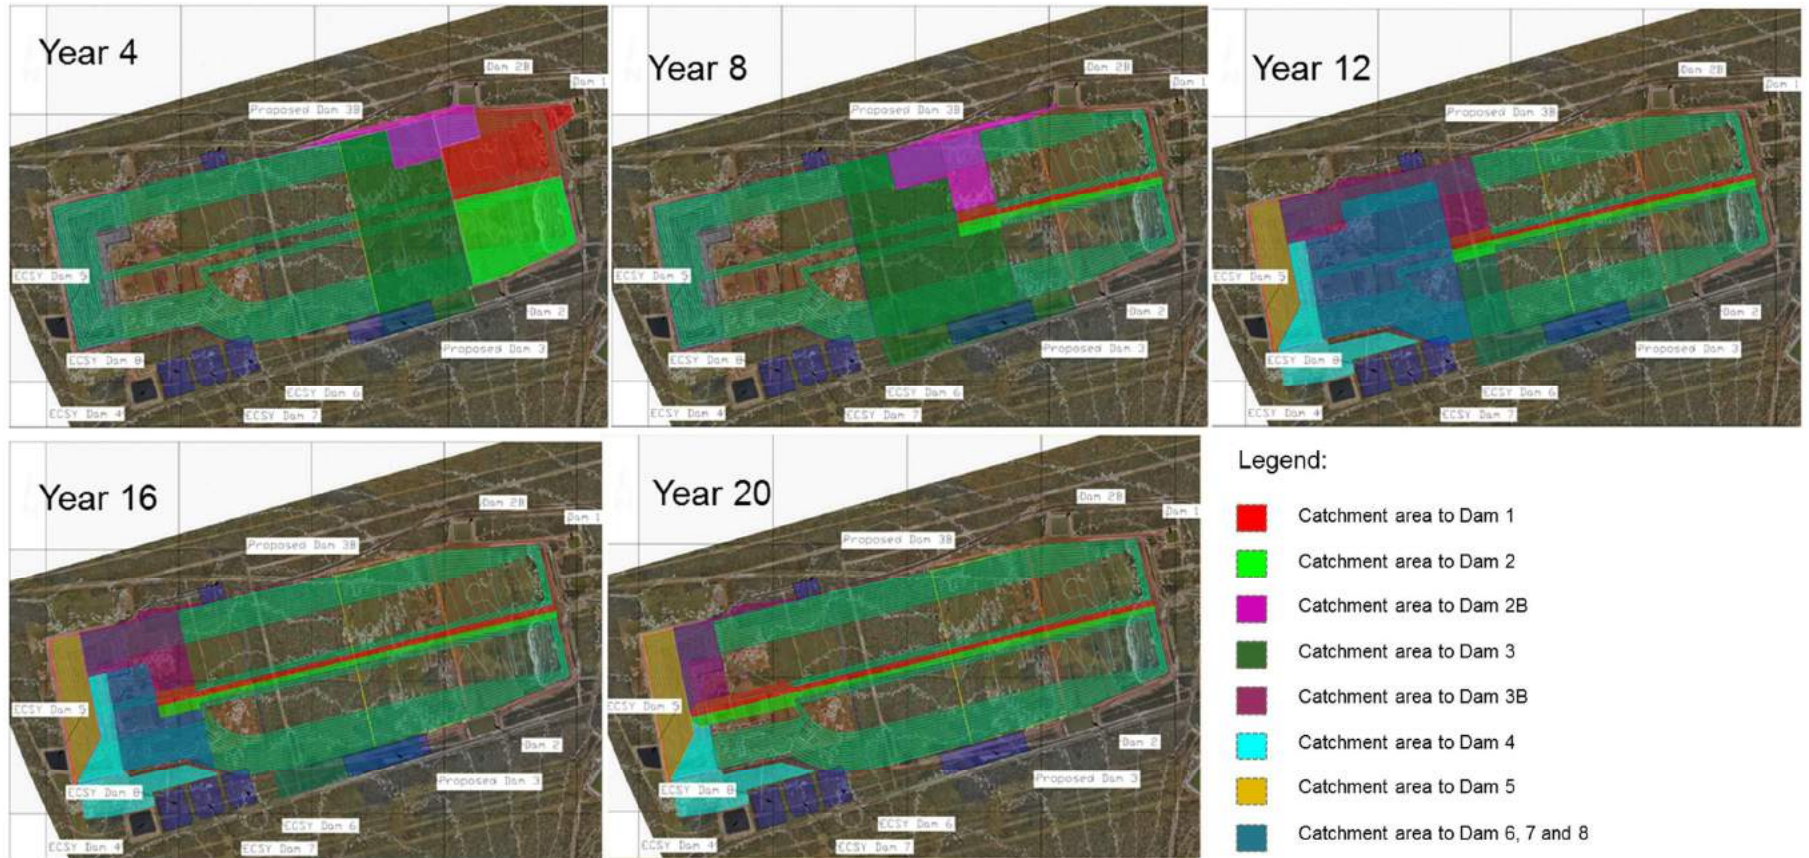 Year 4
Dam 2B
Dam 1
Proposed Dam 3B
ECSY Dam 5
Dam 2
ECSY Dam 8
Proposed Dam 3
ECSY Dam 6
ECSY Dam 4
ECSY Dam 7
Year 8
Dam 2B
Dam 1
Proposed Dam 3B
ECSY Dam 5
Dam 2
ECSY Dam 8
Proposed Dam 3
ECSY Dam 6
ECSY Dam 4
ECSY Dam 7
Year 12
Dam 2B
Dam 1
Proposed Dam 3B
ECSY Dam 5
Dam 2
ECSY Dam 8
Proposed Dam 3
ECSY Dam 6
ECSY Dam 4
ECSY Dam 7
Year 16
Dam 2B
Dam 1
Proposed Dam 3B
ECSY Dam 5
Dam 2
Proposed Dam 3
ECSY Dam 8
ECSY Dam 6
ECSY Dam 4
ECSY Dam 7
Year 20
Dam 2B
Dam 1
Proposed Dam 3B
ECSY Dam 5
Dam 2
Proposed Dam 3
ECSY Dam 8
ECSY Dam 6
ECSY Dam 4
ECSY Dam 7
Legend:
Catchment area to Dam 1
Catchment area to Dam 2
Catchment area to Dam 2B
Catchment area to Dam 3
Catchment area to Dam 3B
Catchment area to Dam 4
Catchment area to Dam 5
Catchment area to Dam 6, 7 and 8